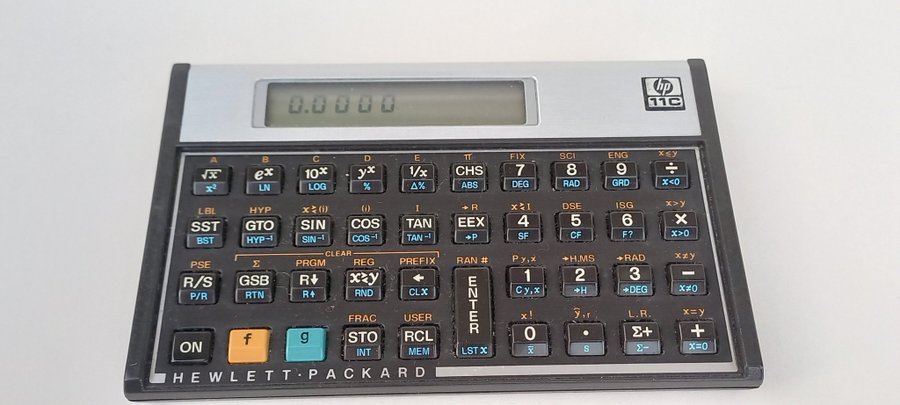 0.0000
hp
11C
A B C D E π FIX SCI ENG x≤y
√x eˣ 10ˣ yˣ 1/x CHS 7 8 9 ÷
x² LN LOG % Δ% ABS DEG RAD GRD x<0
LBL HYP x≷(i) (i) I →R x≷I DSE ISG x>y
SST GTO SIN COS TAN EEX 4 5 6 ×
BST HYP⁻¹ SIN⁻¹ COS⁻¹ TAN⁻¹ →P SF CF F? x>0
CLEAR
PSE Σ PRGM REG PREFIX RAN # Py,x →H.MS →RAD x≠y
R/S GSB R↓ x≷y ← ENTER 1 2 3 −
P/R RTN R↑ RND CLx Cy,x →H →DEG x≠0
FRAC USER x! ŷ,r L.R. x=y
ON f g STO RCL 0 • Σ+ +
INT MEM LSTx x̄ s Σ− x=0
HEWLETT·PACKARD